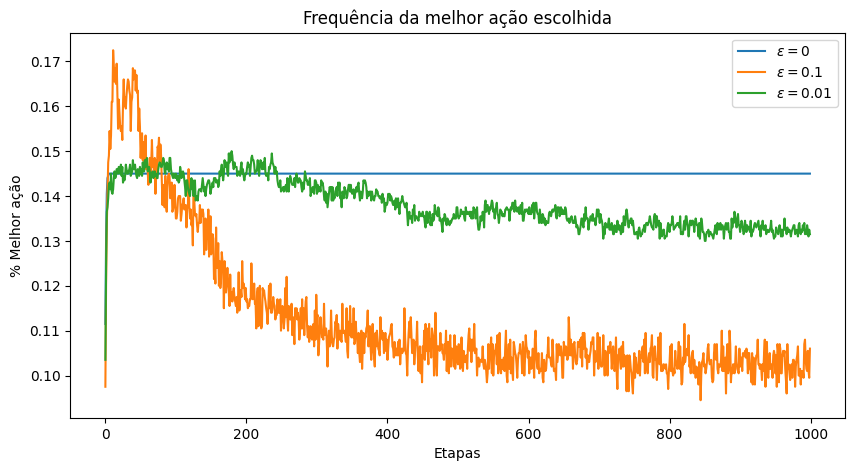 Frequência da melhor ação escolhida
% Melhor ação
0.17
0.16
0.15
0.14
0.13
0.12
0.11
0.10
ε = 0
ε = 0.1
ε = 0.01
0 200 400 600 800 1000
Etapas